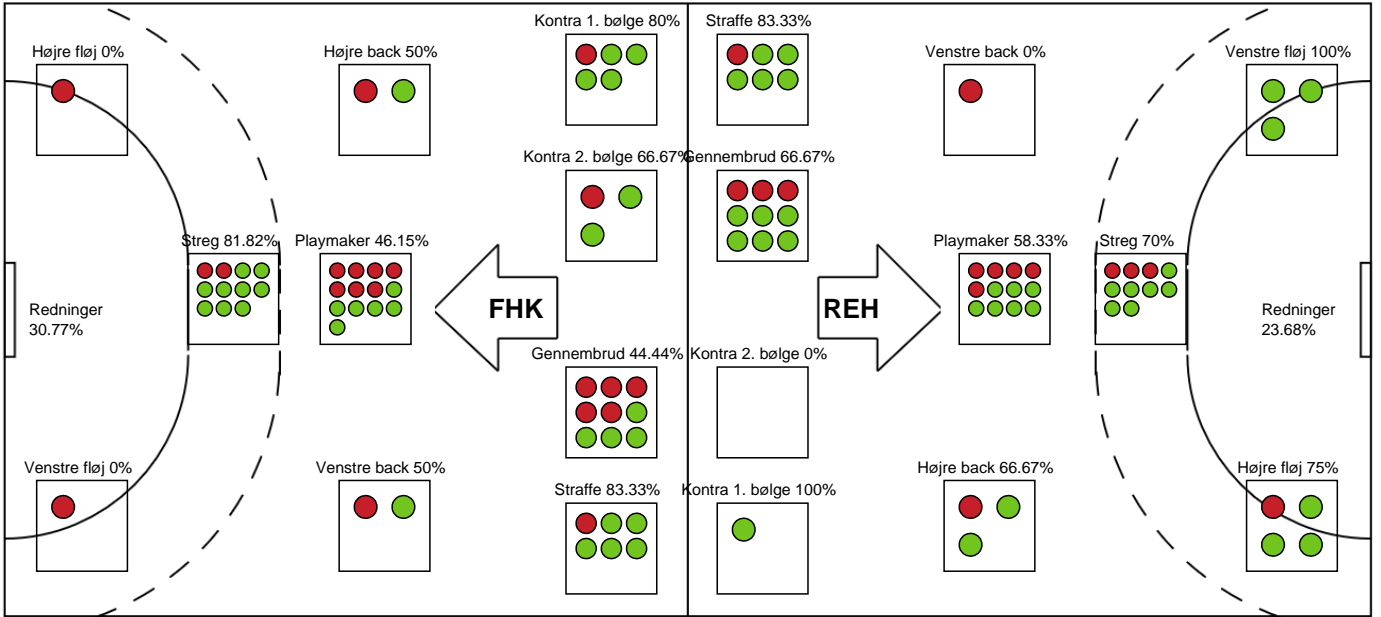 Kontra 1. bølge 80%
Straffe 83.33%
Højre fløj 0%
Højre back 50%
Venstre back 0%
Venstre fløj 100%
Kontra 2. bølge 66.67%
Gennembrud 66.67%
Streg 81.82%
Playmaker 46.15%
Playmaker 58.33%
Streg 70%
FHK
REH
Redninger
30.77%
Redninger
23.68%
Gennembrud 44.44%
Kontra 2. bølge 0%
Venstre fløj 0%
Venstre back 50%
Højre back 66.67%
Højre fløj 75%
Straffe 83.33%
Kontra 1. bølge 100%